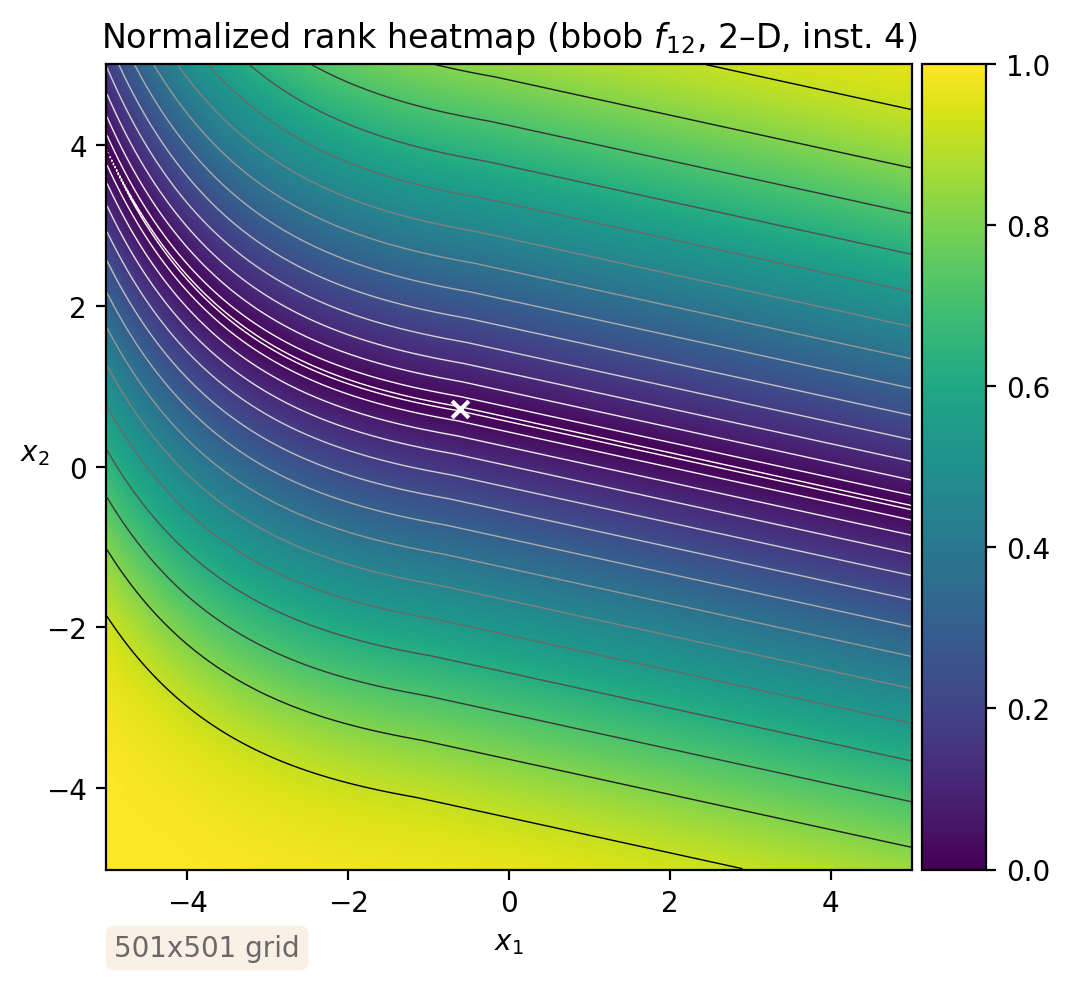 Normalized rank heatmap (bbob f₁₂, 2–D, inst. 4)
1.0
0.8
0.6
0.4
0.2
0.0
4
2
0
−2
−4
x₂
−4 −2 0 2 4
x₁
501x501 grid